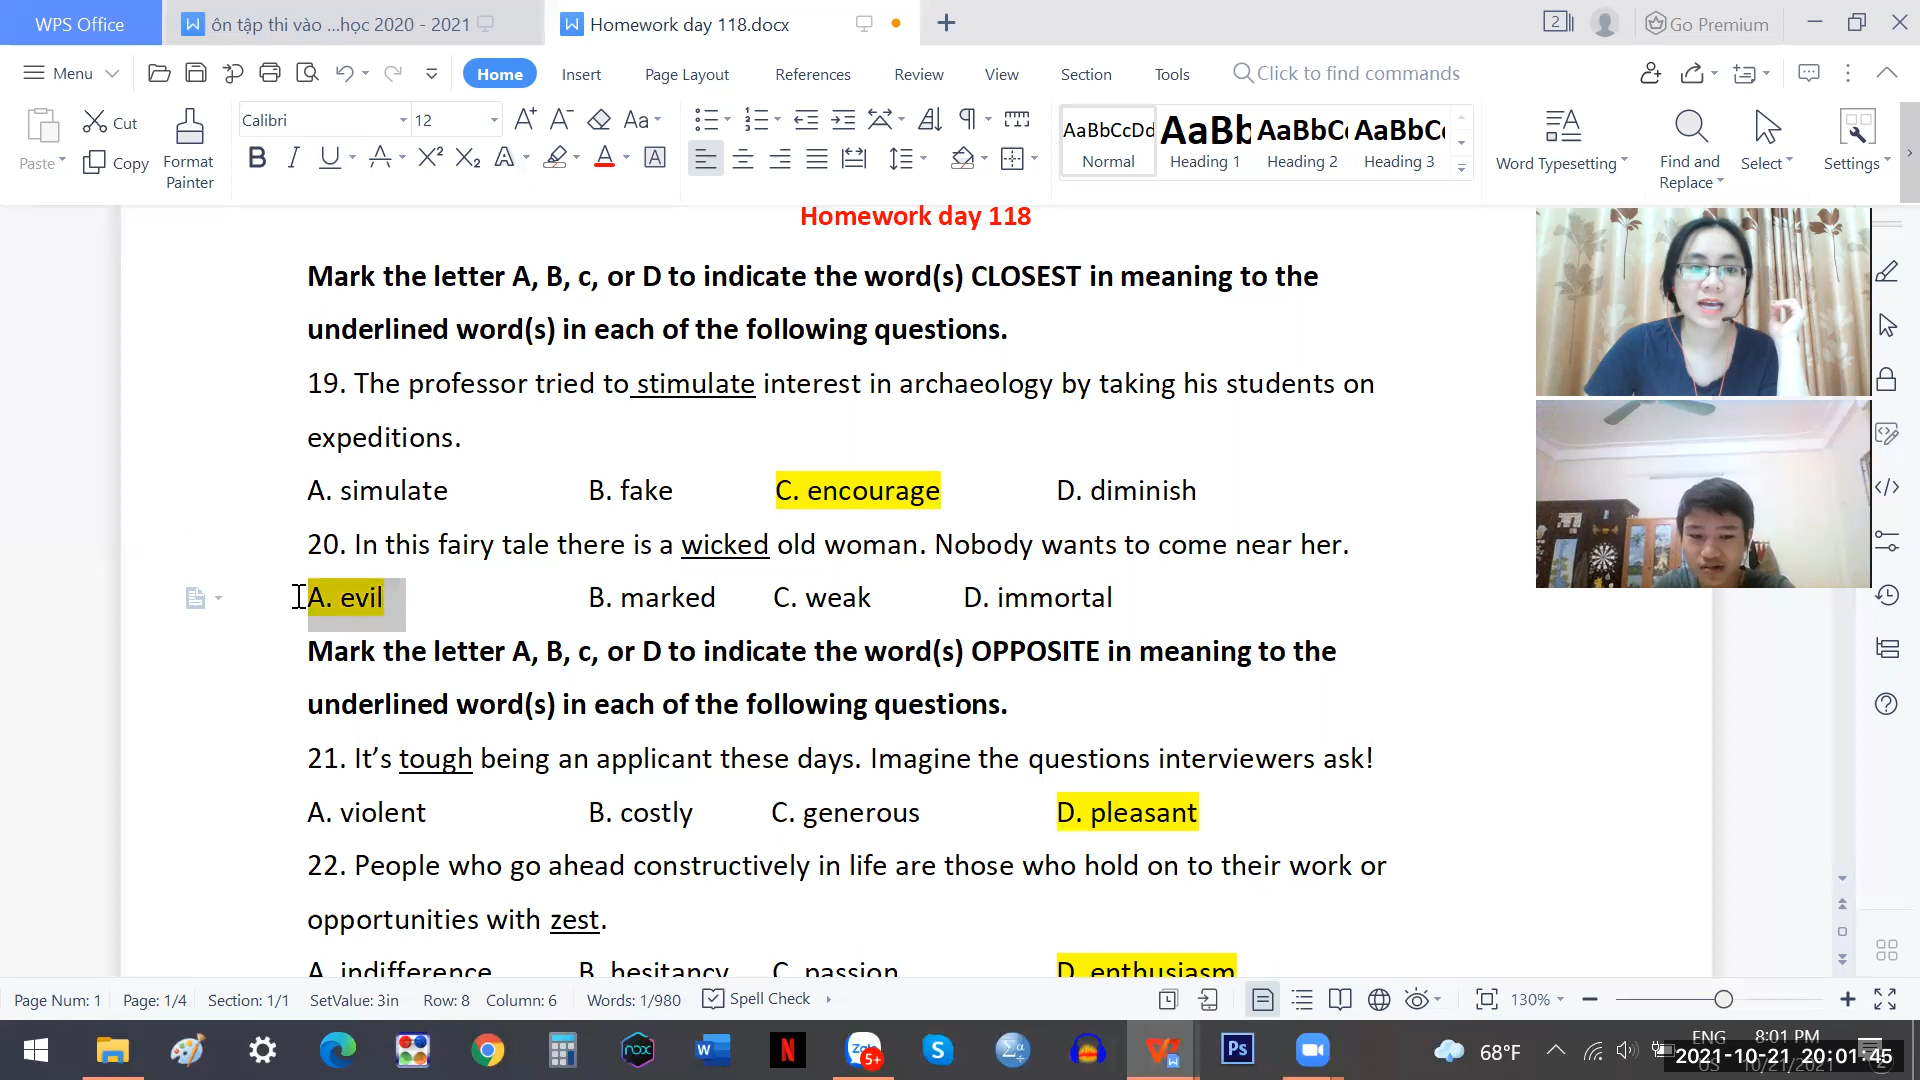 WPS Office
ôn tập thi vào ...học 2020 - 2021
Homework day 118.docx
2
Go Premium
Menu
Home
Insert
Page Layout
References
Review
View
Section
Tools
Click to find commands
Paste
Cut
Copy
Format
Painter
Calibri
12
AaBbCcDd
Normal
AaBb
Heading 1
AaBbC
Heading 2
AaBbC
Heading 3
Word Typesetting
Find and
Replace
Select
Settings
Homework day 118
Mark the letter A, B, c, or D to indicate the word(s) CLOSEST in meaning to the
underlined word(s) in each of the following questions.
19. The professor tried to stimulate interest in archaeology by taking his students on
expeditions.
A. simulate B. fake C. encourage D. diminish
20. In this fairy tale there is a wicked old woman. Nobody wants to come near her.
A. evil B. marked C. weak D. immortal
Mark the letter A, B, c, or D to indicate the word(s) OPPOSITE in meaning to the
underlined word(s) in each of the following questions.
21. It’s tough being an applicant these days. Imagine the questions interviewers ask!
A. violent B. costly C. generous D. pleasant
22. People who go ahead constructively in life are those who hold on to their work or
opportunities with zest.
A. indifference B. hesitancy C. passion D. enthusiasm
Page Num: 1 Page: 1/4 Section: 1/1 SetValue: 3in Row: 8 Column: 6 Words: 1/980 Spell Check
130%
68°F
ENG
8:01 PM
2021-10-21 20:01:45